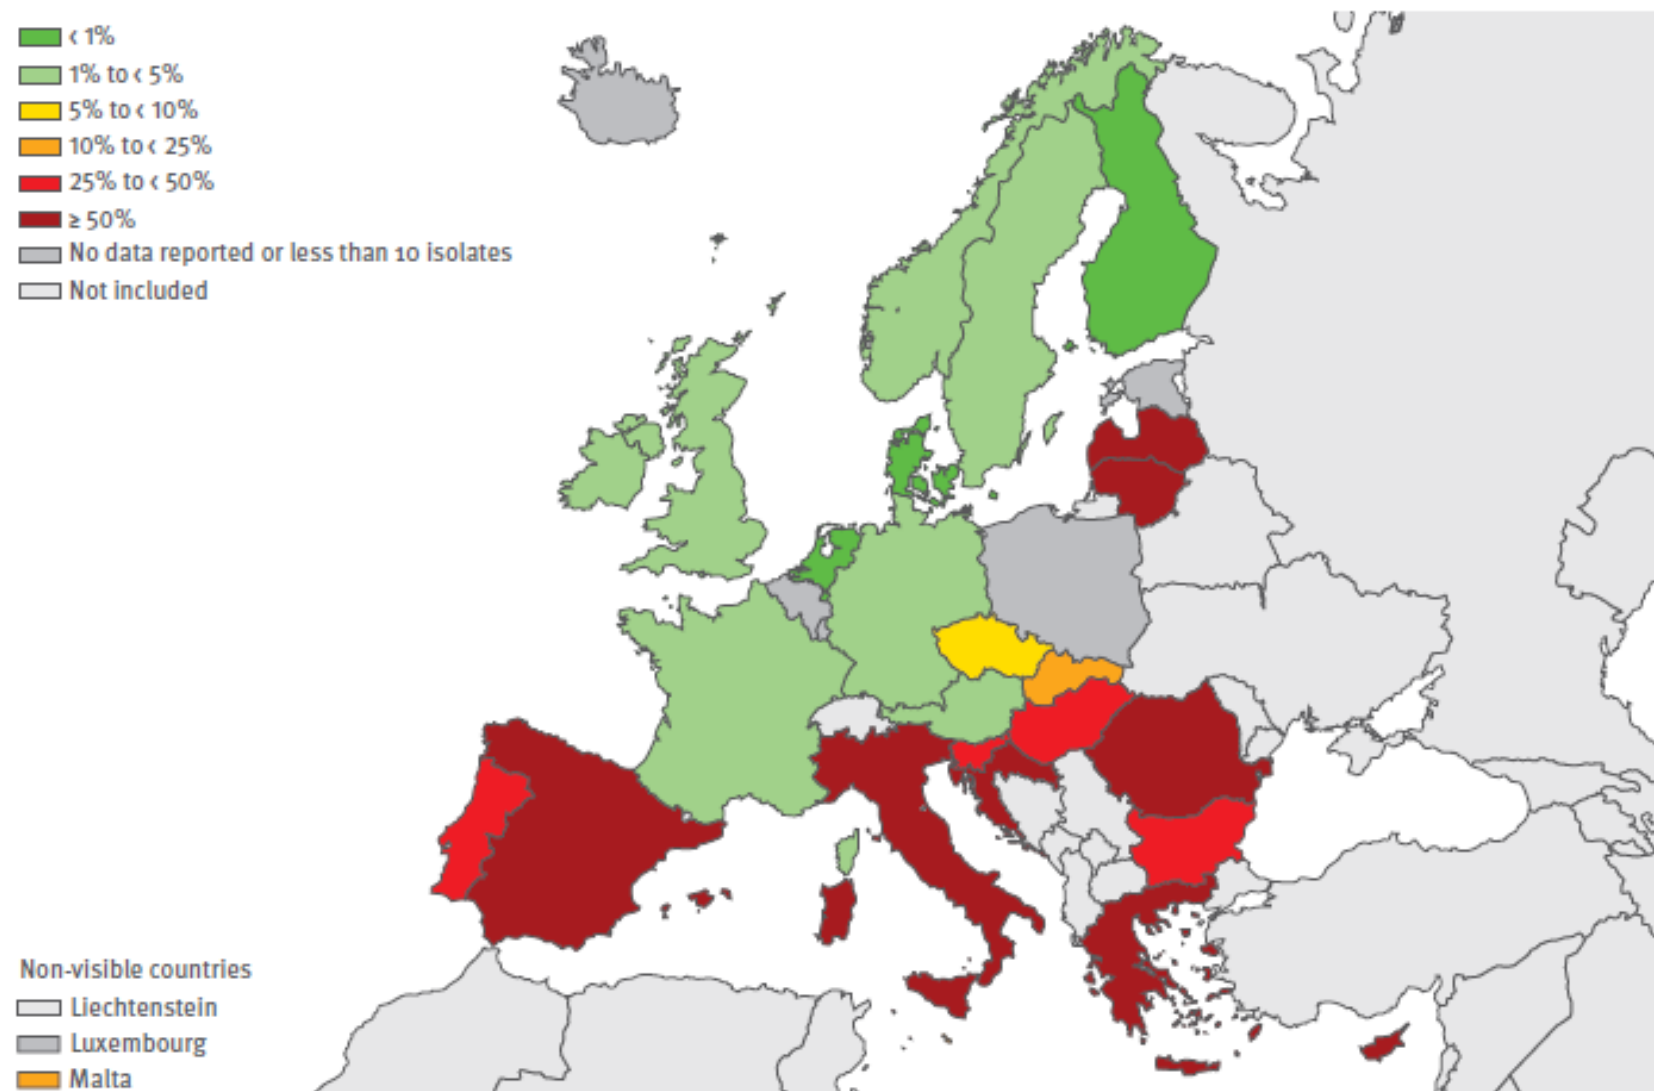 < 1%
1% to < 5%
5% to < 10%
10% to < 25%
25% to < 50%
≥ 50%
No data reported or less than 10 isolates
Not included
Non-visible countries
Liechtenstein
Luxembourg
Malta